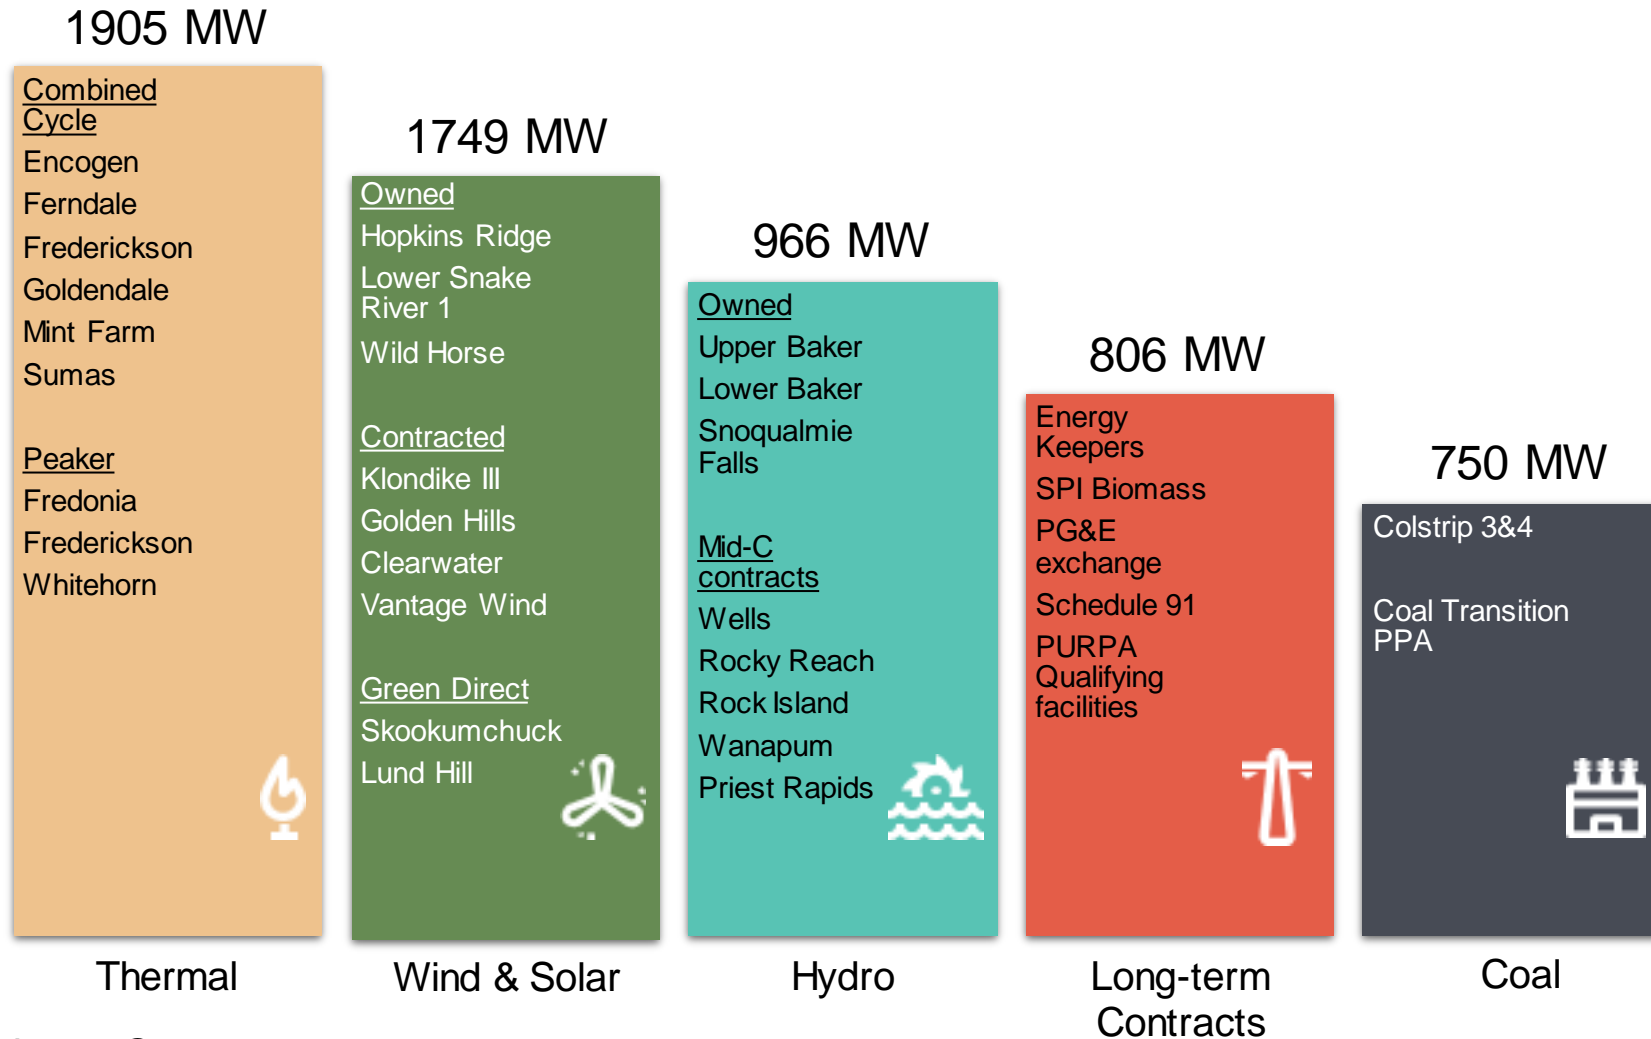 1905 MW
Combined
Cycle
Encogen
Ferndale
Frederickson
Goldendale
Mint Farm
Sumas
Peaker
Fredonia
Frederickson
Whitehorn
Thermal
1749 MW
Owned
Hopkins Ridge
Lower Snake
River 1
Wild Horse
Contracted
Klondike III
Golden Hills
Clearwater
Vantage Wind
Green Direct
Skookumchuck
Lund Hill
Wind & Solar
966 MW
Owned
Upper Baker
Lower Baker
Snoqualmie
Falls
Mid-C
contracts
Wells
Rocky Reach
Rock Island
Wanapum
Priest Rapids
Hydro
806 MW
Energy
Keepers
SPI Biomass
PG&E
exchange
Schedule 91
PURPA
Qualifying
facilities
Long-term
Contracts
750 MW
Colstrip 3&4
Coal Transition
PPA
Coal